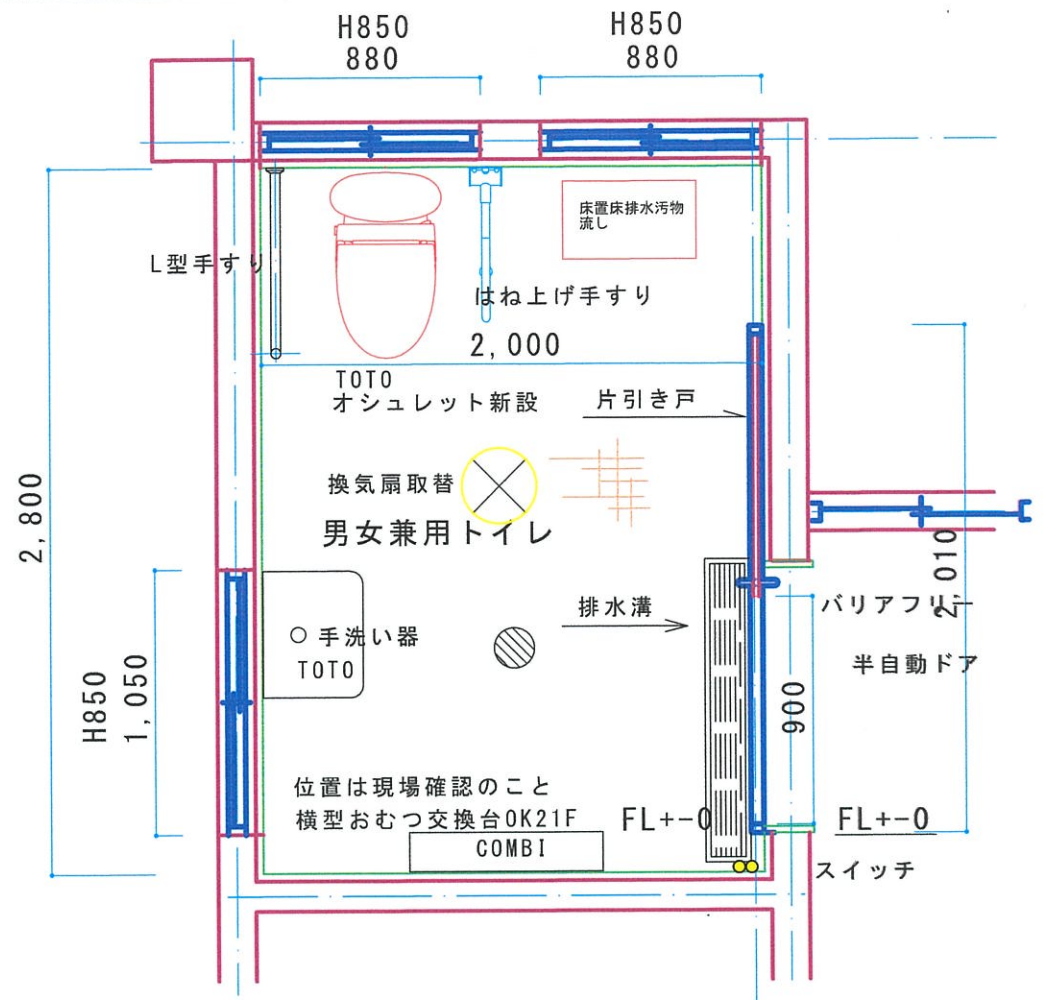 H850
880
H850
880
床置床排水汚物
流し
L型手すり
はね上げ手すり
2,000
TOTO
オシュレット新設
片引き戸
換気扇取替
男女兼用トイレ
2,800
2,010
排水溝
バリアフリー
手洗い器
TOTO
半自動ドア
H850
1,050
900
位置は現場確認のこと
横型おむつ交換台OK21F
FL+-0
FL+-0
COMBI
スイッチ